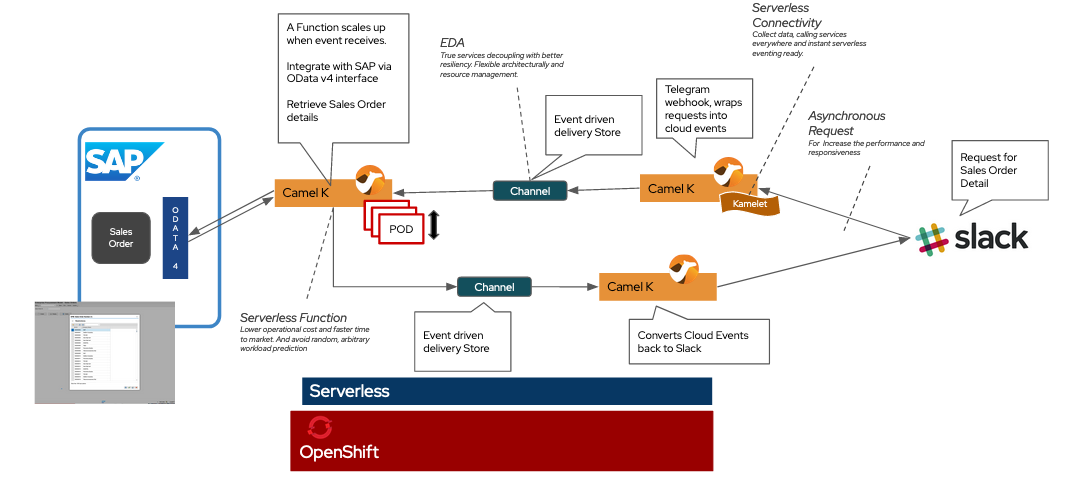 Serverless
Connectivity
Collect data, calling services
everywhere and instant serverless
eventing ready.
A Function scales up
when event receives.
Integrate with SAP via
OData v4 interface
Retrieve Sales Order
details
EDA
True services decoupling with better
resiliency. Flexible architecturally and
resource management.
Event driven
delivery Store
Telegram
webhook, wraps
requests into
cloud events
Asynchronous
Request
For Increase the performance and
responsiveness
Request for
Sales Order
Detail
SAP
®
Camel K
Channel
Camel K
Kamelet
Sales
Order
O
D
A
T
A
4
POD
slack
Channel
Camel K
Serverless Function
Lower operational cost and faster time
to market. And avoid random, arbitrary
workload prediction
Event driven
delivery Store
Converts Cloud Events
back to Slack
Serverless
OpenShift